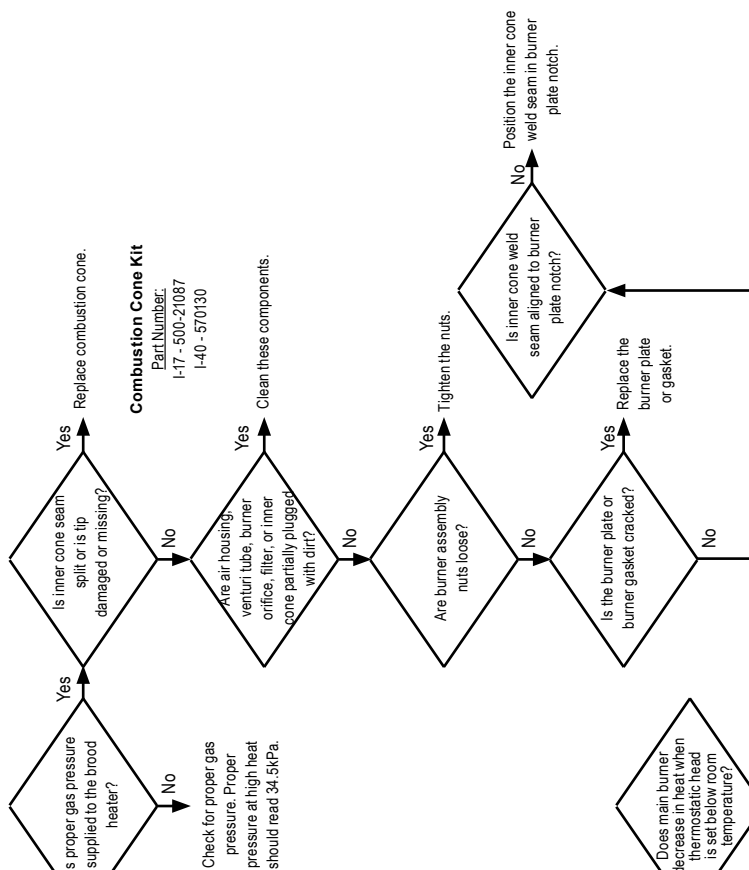 s proper gas pressure
supplied to the brood
heater?
Yes
No
Check for proper gas
pressure. Proper
pressure at high heat
should read 34.5kPa.
Is inner cone seam
split or is tip
damaged or missing?
Yes
Replace combustion cone.
No
Combustion Cone Kit
Part Number:
I-17 - 500-21087
I-40 - 570130
Are air housing,
venturi tube, burner
orifice, filter, or inner
cone partially plugged
with dirt?
Yes
Clean these components.
No
Are burner assembly
nuts loose?
Yes
Tighten the nuts.
No
Is the burner plate or
burner gasket cracked?
Yes
Replace the
burner plate
or gasket.
No
Is inner cone weld
seam aligned to burner
plate notch?
No
Position the inner cone
weld seam in burner
plate notch.
Does main burner
decrease in heat when
thermostatic head
is set below room
temperature?